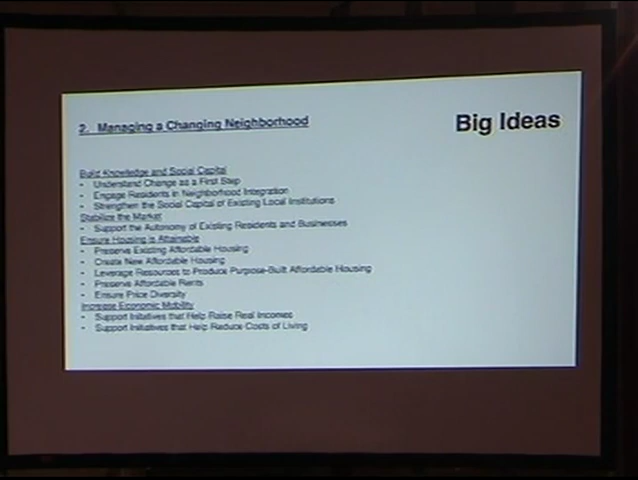 2. Managing a Changing Neighborhood
Big Ideas
Build Knowledge and Social Capital
• Understand Change as a First Step
• Engage Residents in Neighborhood Integration
• Strengthen the Social Capital of Existing Local Institutions
Stabilize the Market
• Support the Autonomy of Existing Residents and Businesses
Ensure Housing is Attainable
• Preserve Existing Affordable Housing
• Create New Affordable Housing
• Leverage Resources to Produce Purpose-Built Affordable Housing
• Preserve Affordable Rents
• Ensure Price Diversity
Increase Economic Mobility
• Support Initiatives that Help Raise Real Incomes
• Support Initiatives that Help Reduce Costs of Living